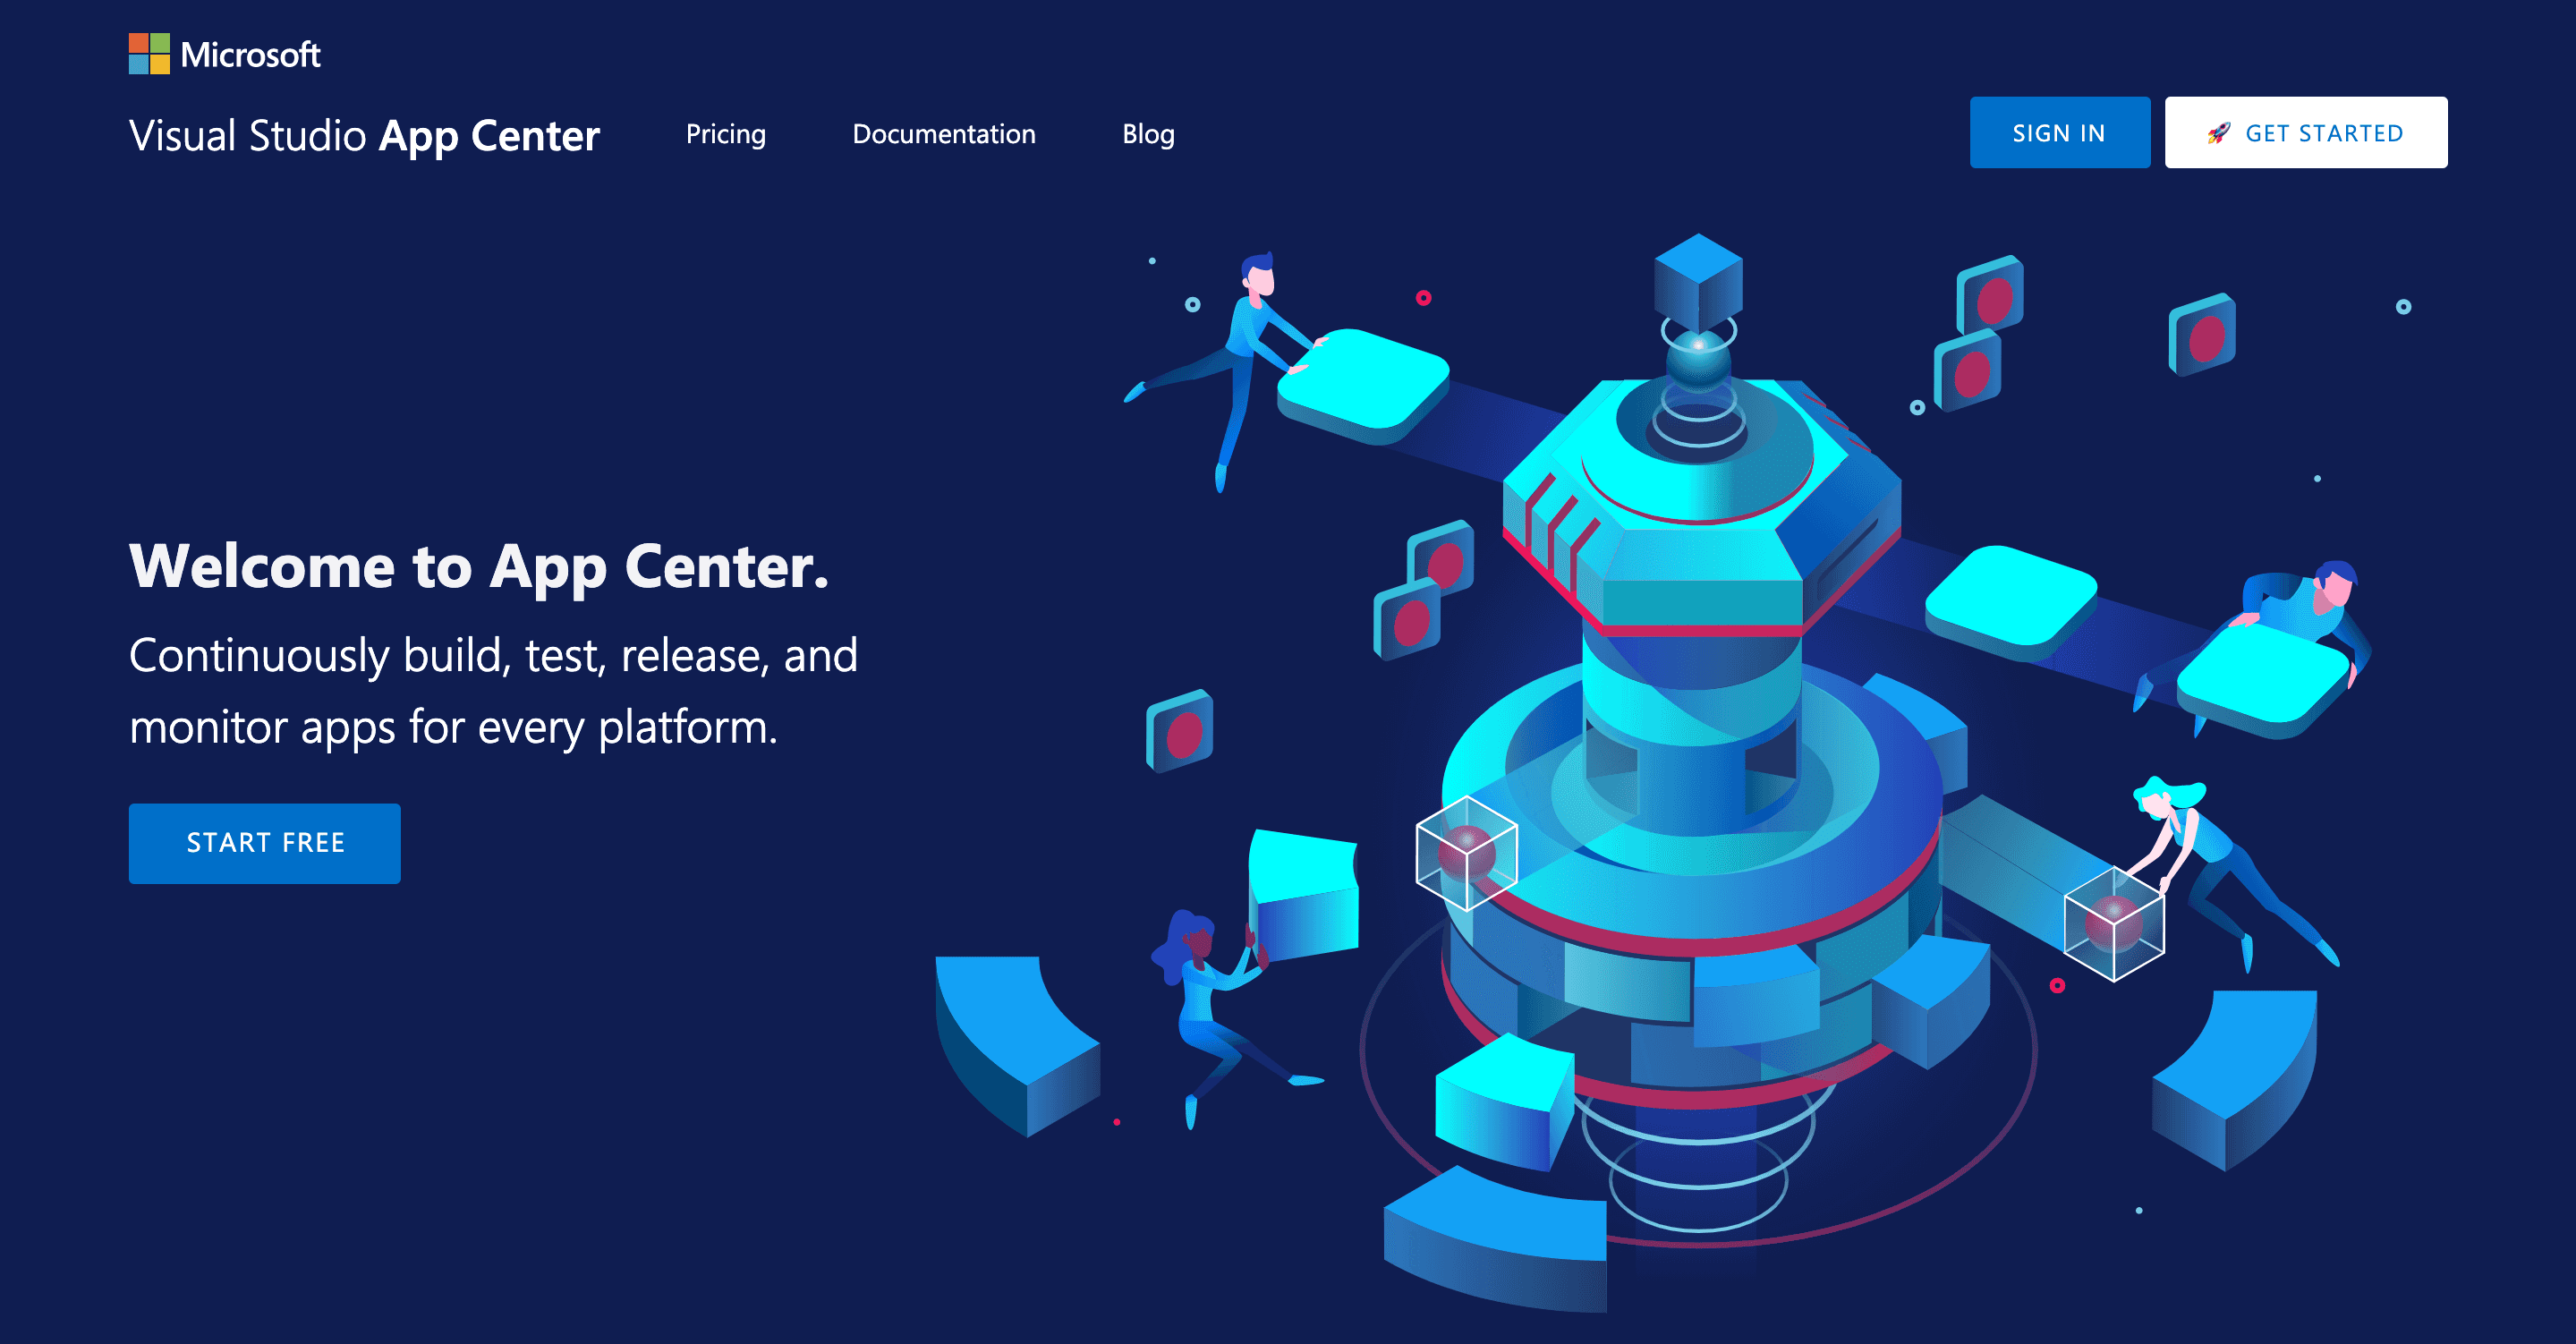 Microsoft
Visual Studio App Center
Pricing
Documentation
Blog
SIGN IN
🚀 GET STARTED
Welcome to App Center.
Continuously build, test, release, and
monitor apps for every platform.
START FREE